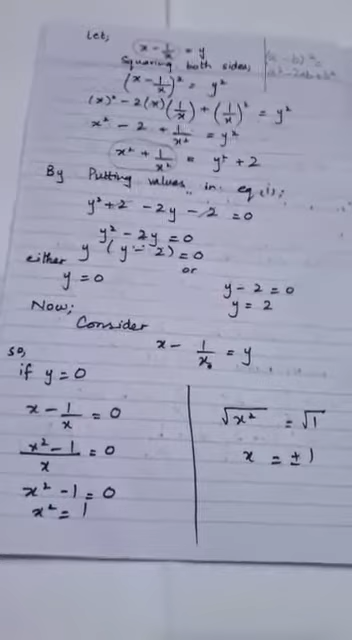 Let;
x - 1/x = y
Squaring both sides;
(x - 1/x)² = y²
(x)² - 2(x)(1/x) + (1/x)² = y²
x² - 2 + 1/x² = y²
x² + 1/x² = y² + 2
By Putting values in eq (i);
y² + 2 - 2y - 2 = 0
y² - 2y = 0
y (y - 2) = 0
either or
y = 0
y - 2 = 0
y = 2
Now;
Consider
x - 1/x = y
so,
if y = 0
x - 1/x = 0
x² - 1/x = 0
x² - 1 = 0
x² = 1
√x² = √1
x = ± 1